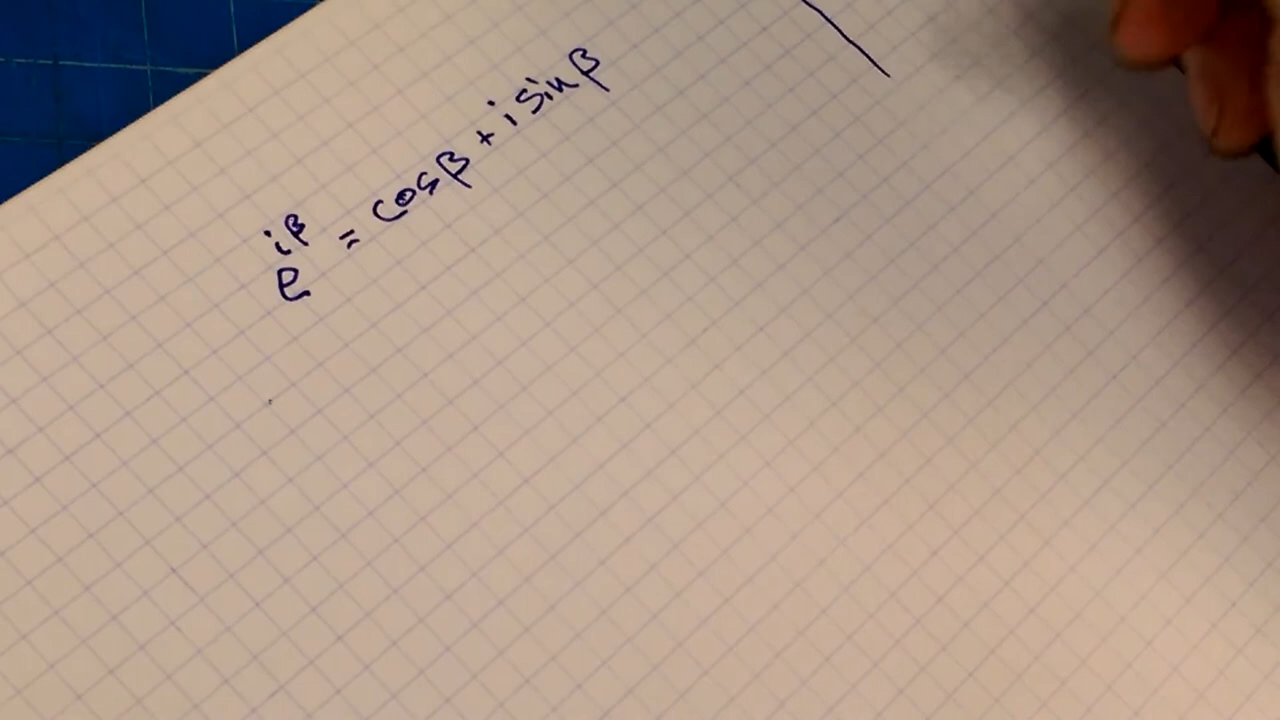 e^{iβ} = cosβ + i sinβ